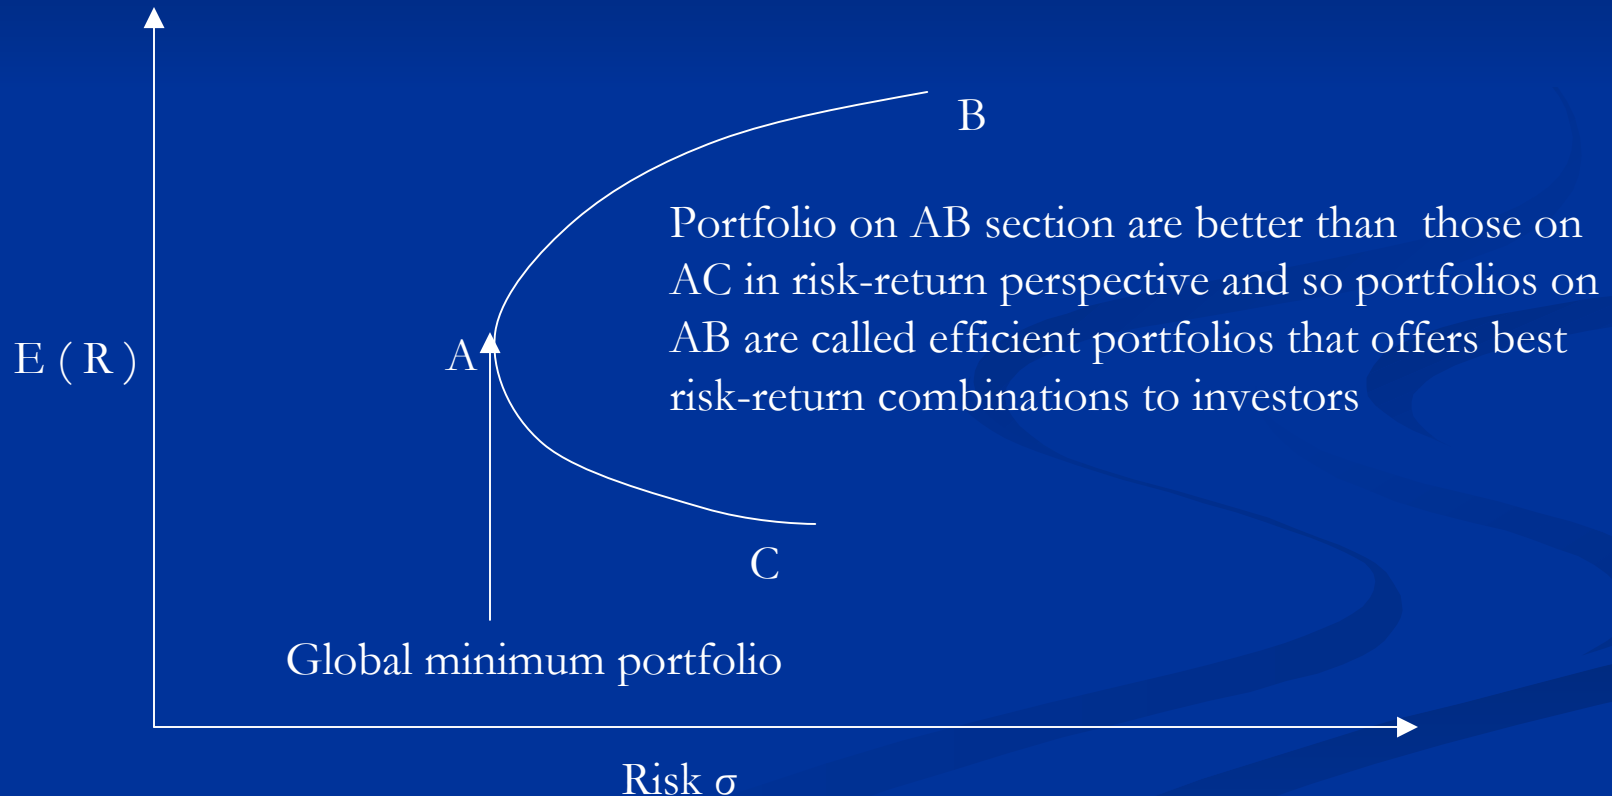 B
Portfolio on AB section are better than those on
AC in risk-return perspective and so portfolios on
AB are called efficient portfolios that offers best
risk-return combinations to investors
E ( R )
A
C
Global minimum portfolio
Risk σ